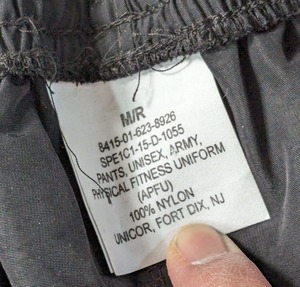 M/R
8415-01-623-8926
SPE1C1-15-D-1055
PANTS, UNISEX, ARMY,
PHYSICAL FITNESS UNIFORM
(APFU)
100% NYLON
UNICOR, FORT DIX, NJ